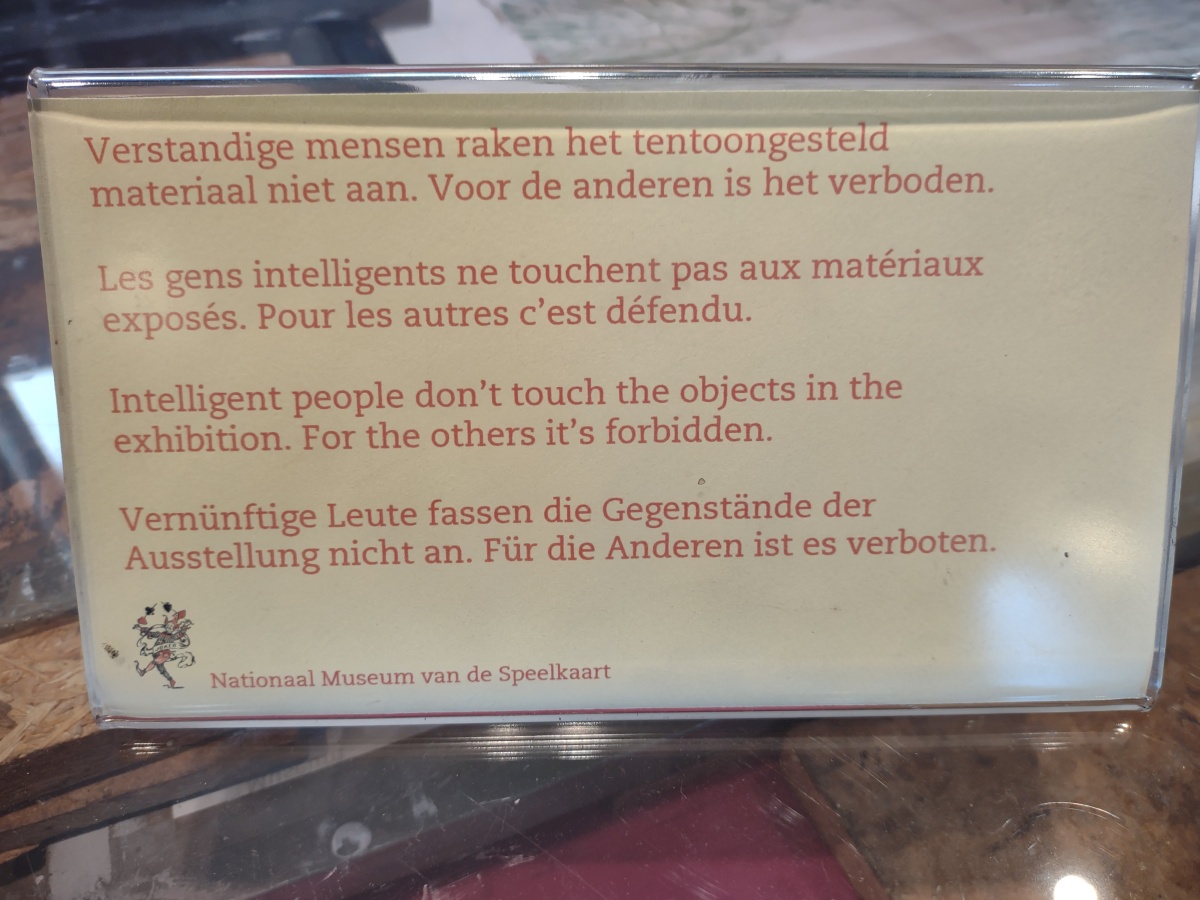 Verstandige mensen raken het tentoongesteld
materiaal niet aan. Voor de anderen is het verboden.
Les gens intelligents ne touchent pas aux matériaux
exposés. Pour les autres c’est défendu.
Intelligent people don’t touch the objects in the
exhibition. For the others it’s forbidden.
Vernünftige Leute fassen die Gegenstände der
Ausstellung nicht an. Für die Anderen ist es verboten.
Nationaal Museum van de Speelkaart